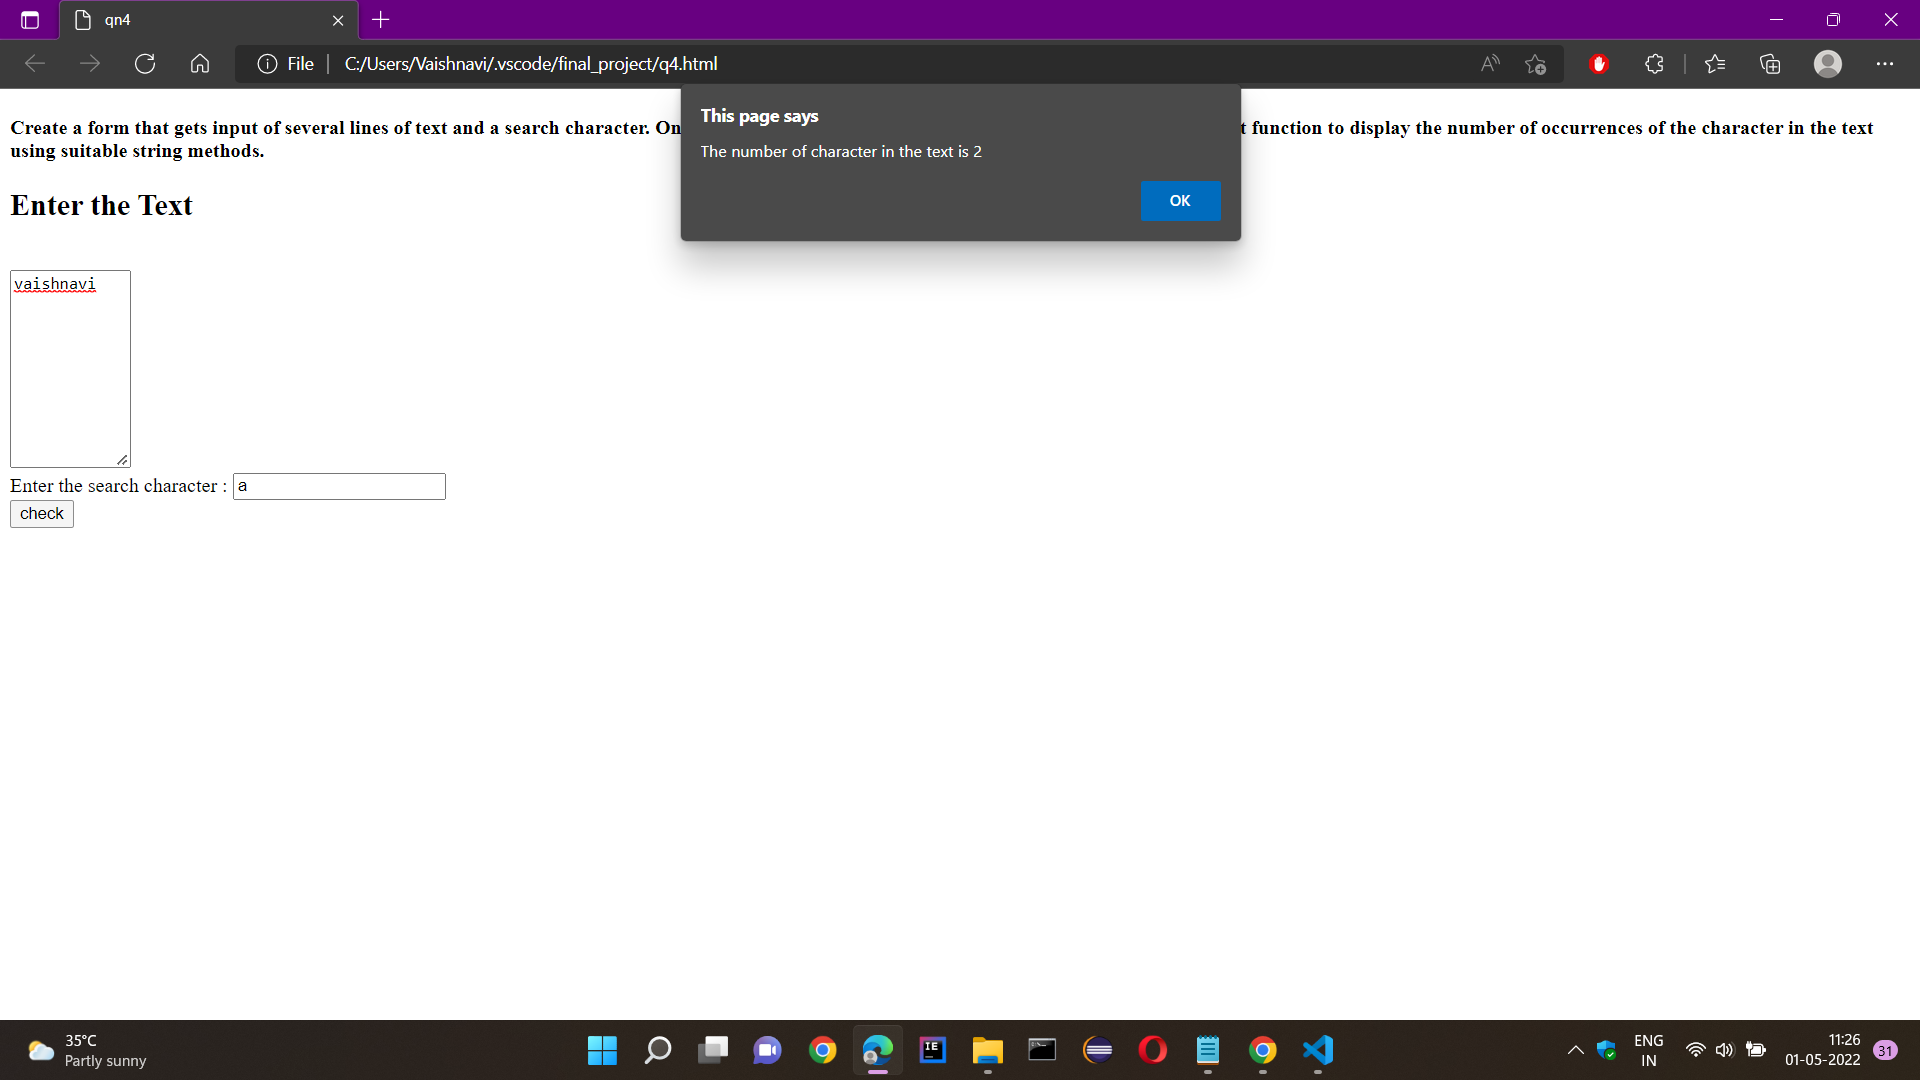 qn4
File
C:/Users/Vaishnavi/.vscode/final_project/q4.html
This page says
The number of character in the text is 2
OK
Create a form that gets input of several lines of text and a search character. On t function to display the number of occurrences of the character in the text
using suitable string methods.
Enter the Text
vaishnavi
Enter the search character : a
check
35°C
Partly sunny
IE
ENG
IN
11:26
01-05-2022
31